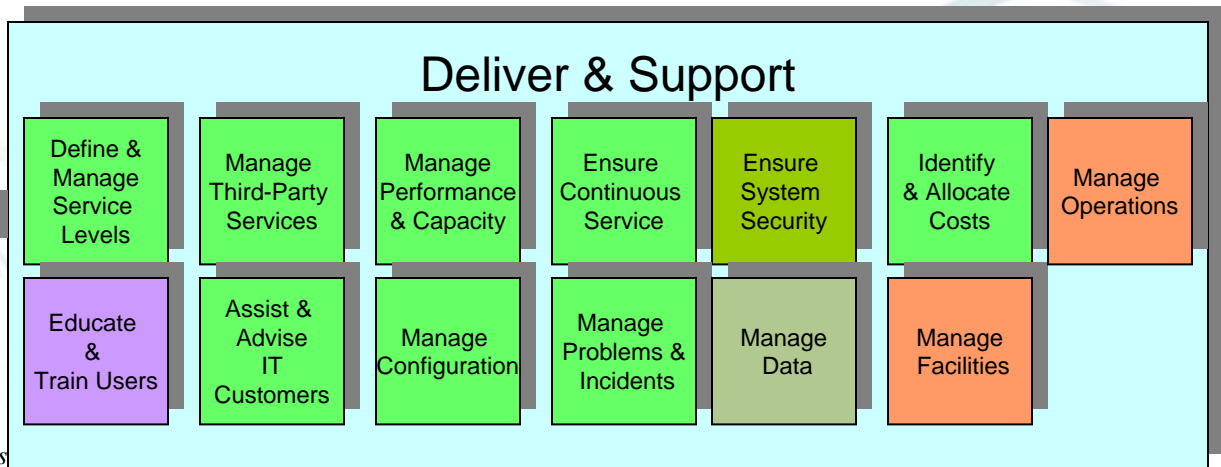 Deliver & Support
Define &
Manage
Service
Levels
Manage
Third-Party
Services
Manage
Performance
& Capacity
Ensure
Continuous
Service
Ensure
System
Security
Identify
& Allocate
Costs
Manage
Operations
Educate
&
Train Users
Assist &
Advise
IT
Customers
Manage
Configuration
Manage
Problems &
Incidents
Manage
Data
Manage
Facilities
s